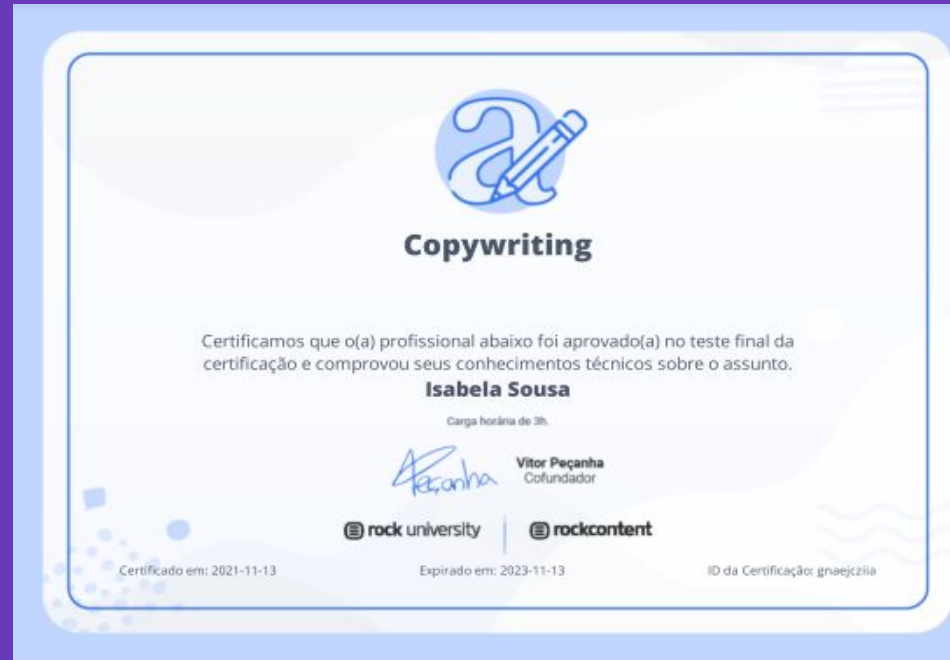 Copywriting
Certificamos que o(a) profissional abaixo foi aprovado(a) no teste final da
certificação e comprovou seus conhecimentos técnicos sobre o assunto.
Isabela Sousa
Carga horária de 3h.
Peçanha
Vitor Peçanha
Cofundador
rock university
rockcontent
Certificado em: 2021-11-13
Expirado em: 2023-11-13
ID da Certificação: gnaejcziia